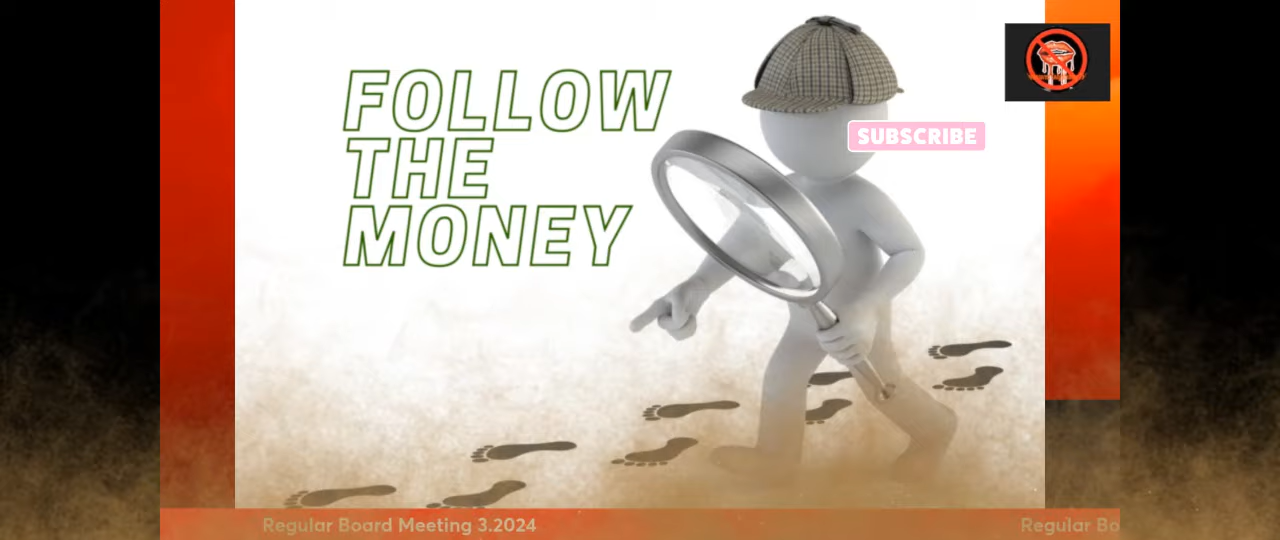 FOLLOW
THE
MONEY
SUBSCRIBE
Regular Board Meeting 3.2024
Regular Bo